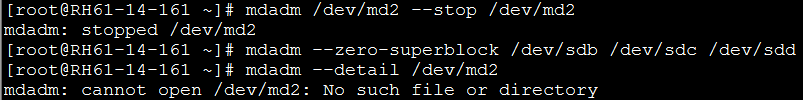 [root@RH61-14-161 ~]# mdadm /dev/md2 --stop /dev/md2
mdadm: stopped /dev/md2
[root@RH61-14-161 ~]# mdadm --zero-superblock /dev/sdb /dev/sdc /dev/sdd
[root@RH61-14-161 ~]# mdadm --detail /dev/md2
mdadm: cannot open /dev/md2: No such file or directory